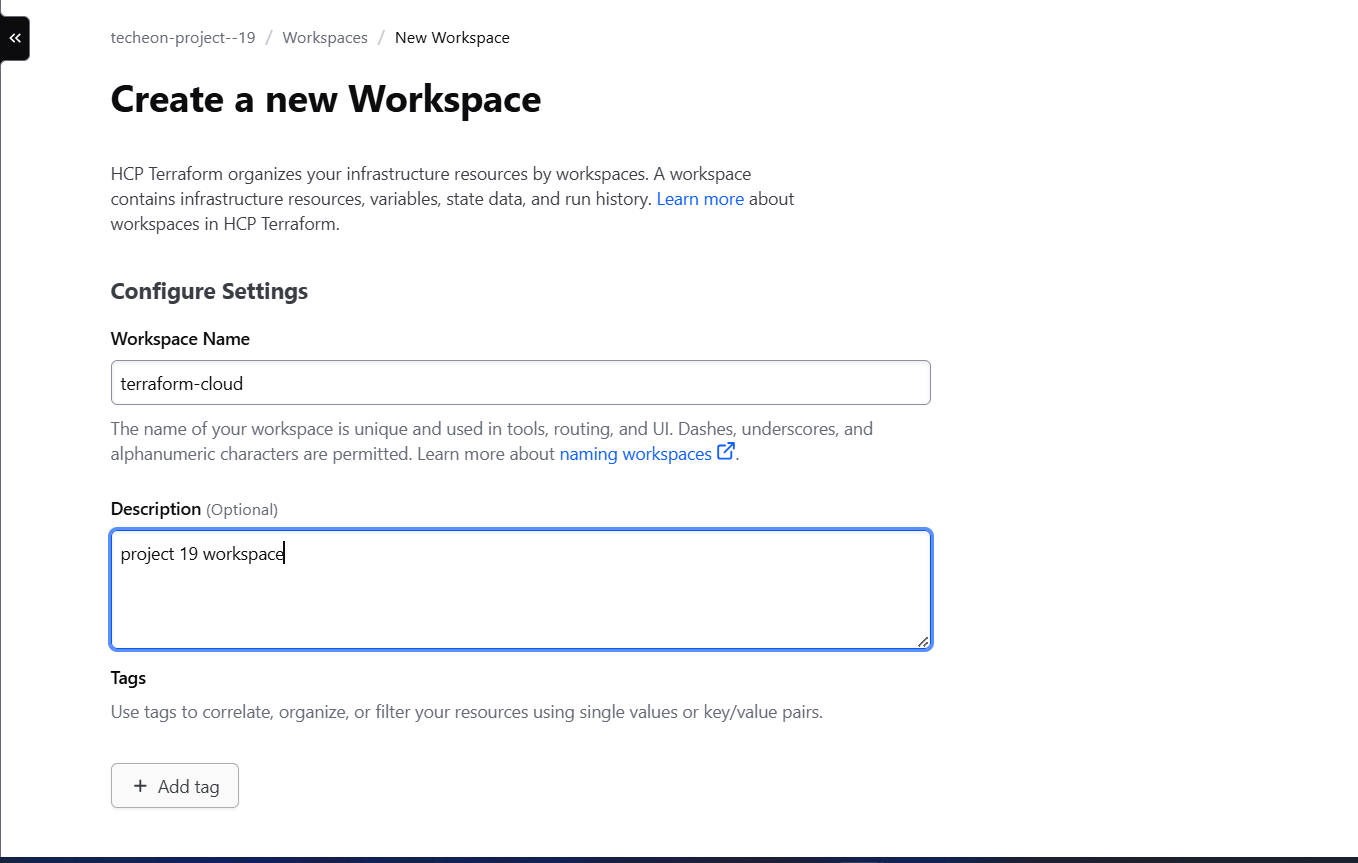 techeon-project--19 / Workspaces / New Workspace
Create a new Workspace
HCP Terraform organizes your infrastructure resources by workspaces. A workspace
contains infrastructure resources, variables, state data, and run history. Learn more about
workspaces in HCP Terraform.
Configure Settings
Workspace Name
terraform-cloud
The name of your workspace is unique and used in tools, routing, and UI. Dashes, underscores, and
alphanumeric characters are permitted. Learn more about naming workspaces.
Description (Optional)
project 19 workspace
Tags
Use tags to correlate, organize, or filter your resources using single values or key/value pairs.
+ Add tag